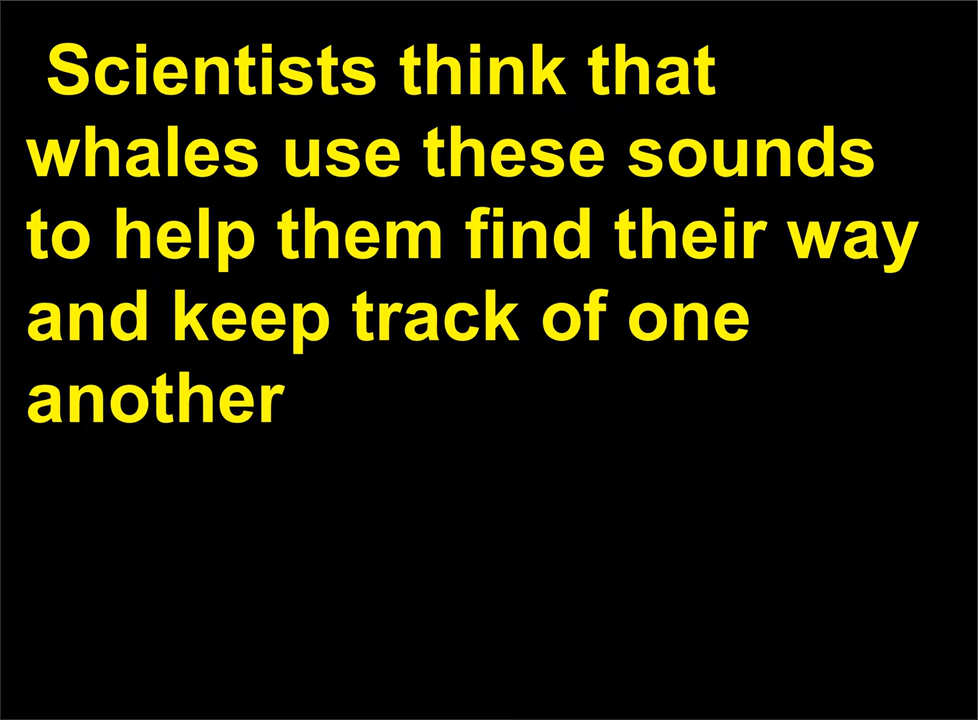 Scientists think that
whales use these sounds
to help them find their way
and keep track of one
another